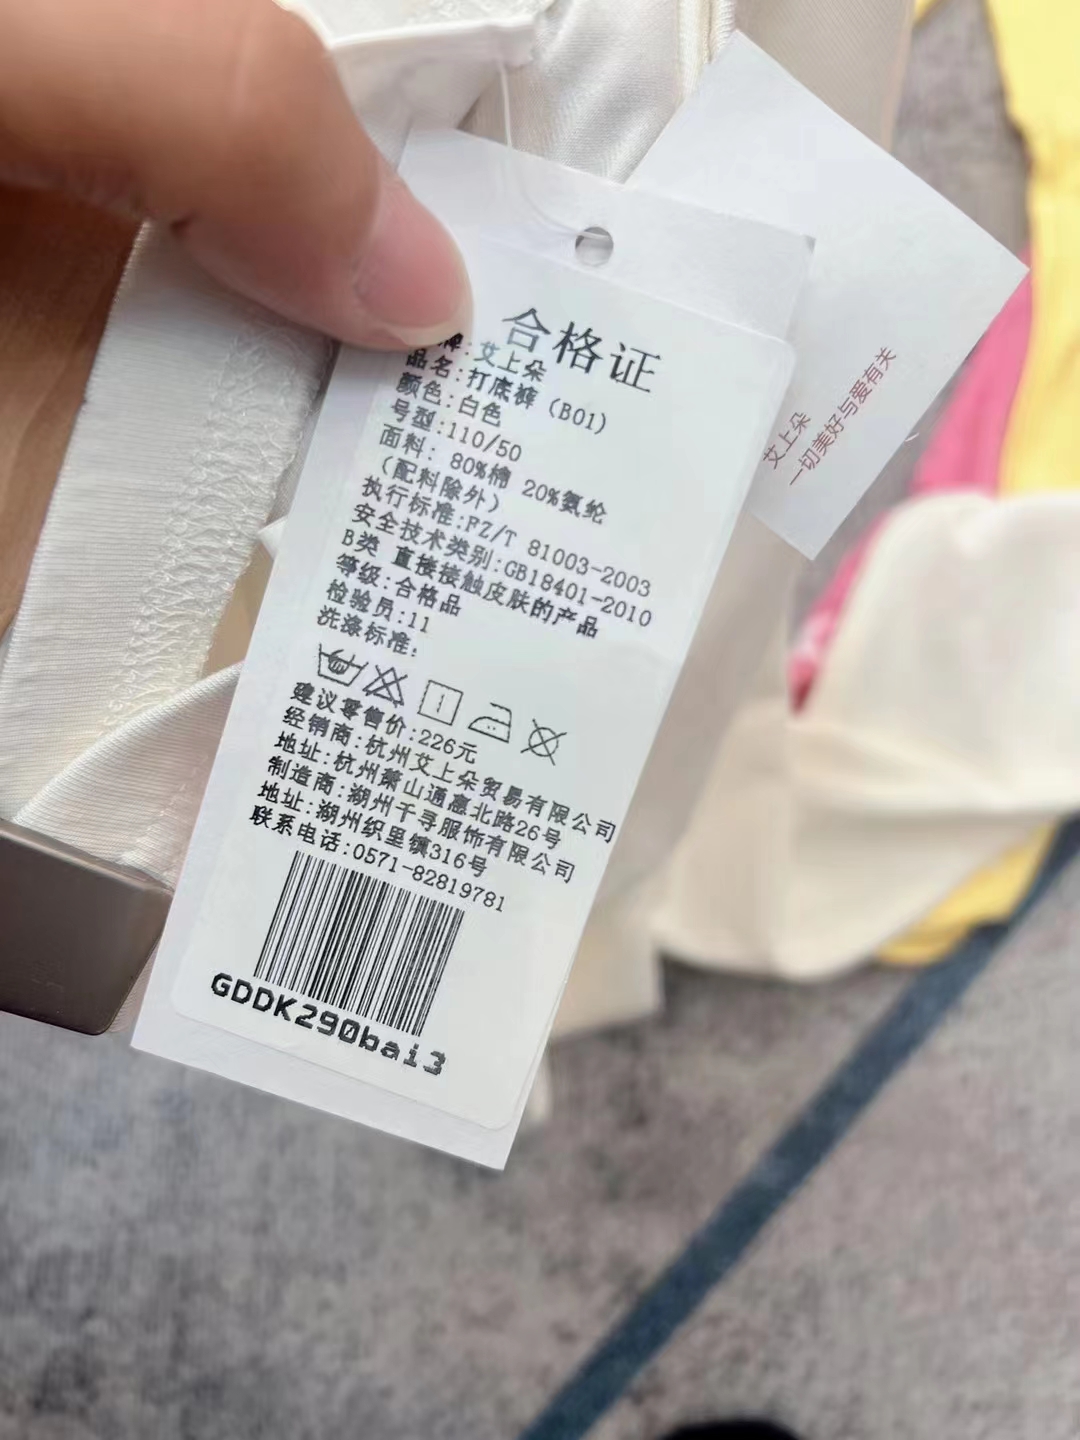 合格证
牌:艾上朵
品名:打底裤（B01）
颜色:白色
号型:110/50
面料: 80%棉 20%氨纶
（配料除外）
执行标准:FZ/T 81003-2003
安全技术类别:GB18401-2010
B类 直接接触皮肤的产品
等级:合格品
检验员:11
洗涤标准:
建议零售价:226元
经销商:杭州艾上朵贸易有限公司
地址:杭州萧山通惠北路26号
制造商:湖州千寻服饰有限公司
地址:湖州织里镇316号
联系电话:0571-82819781
GDDK290bai3
艾上朵
一切美好与爱有关